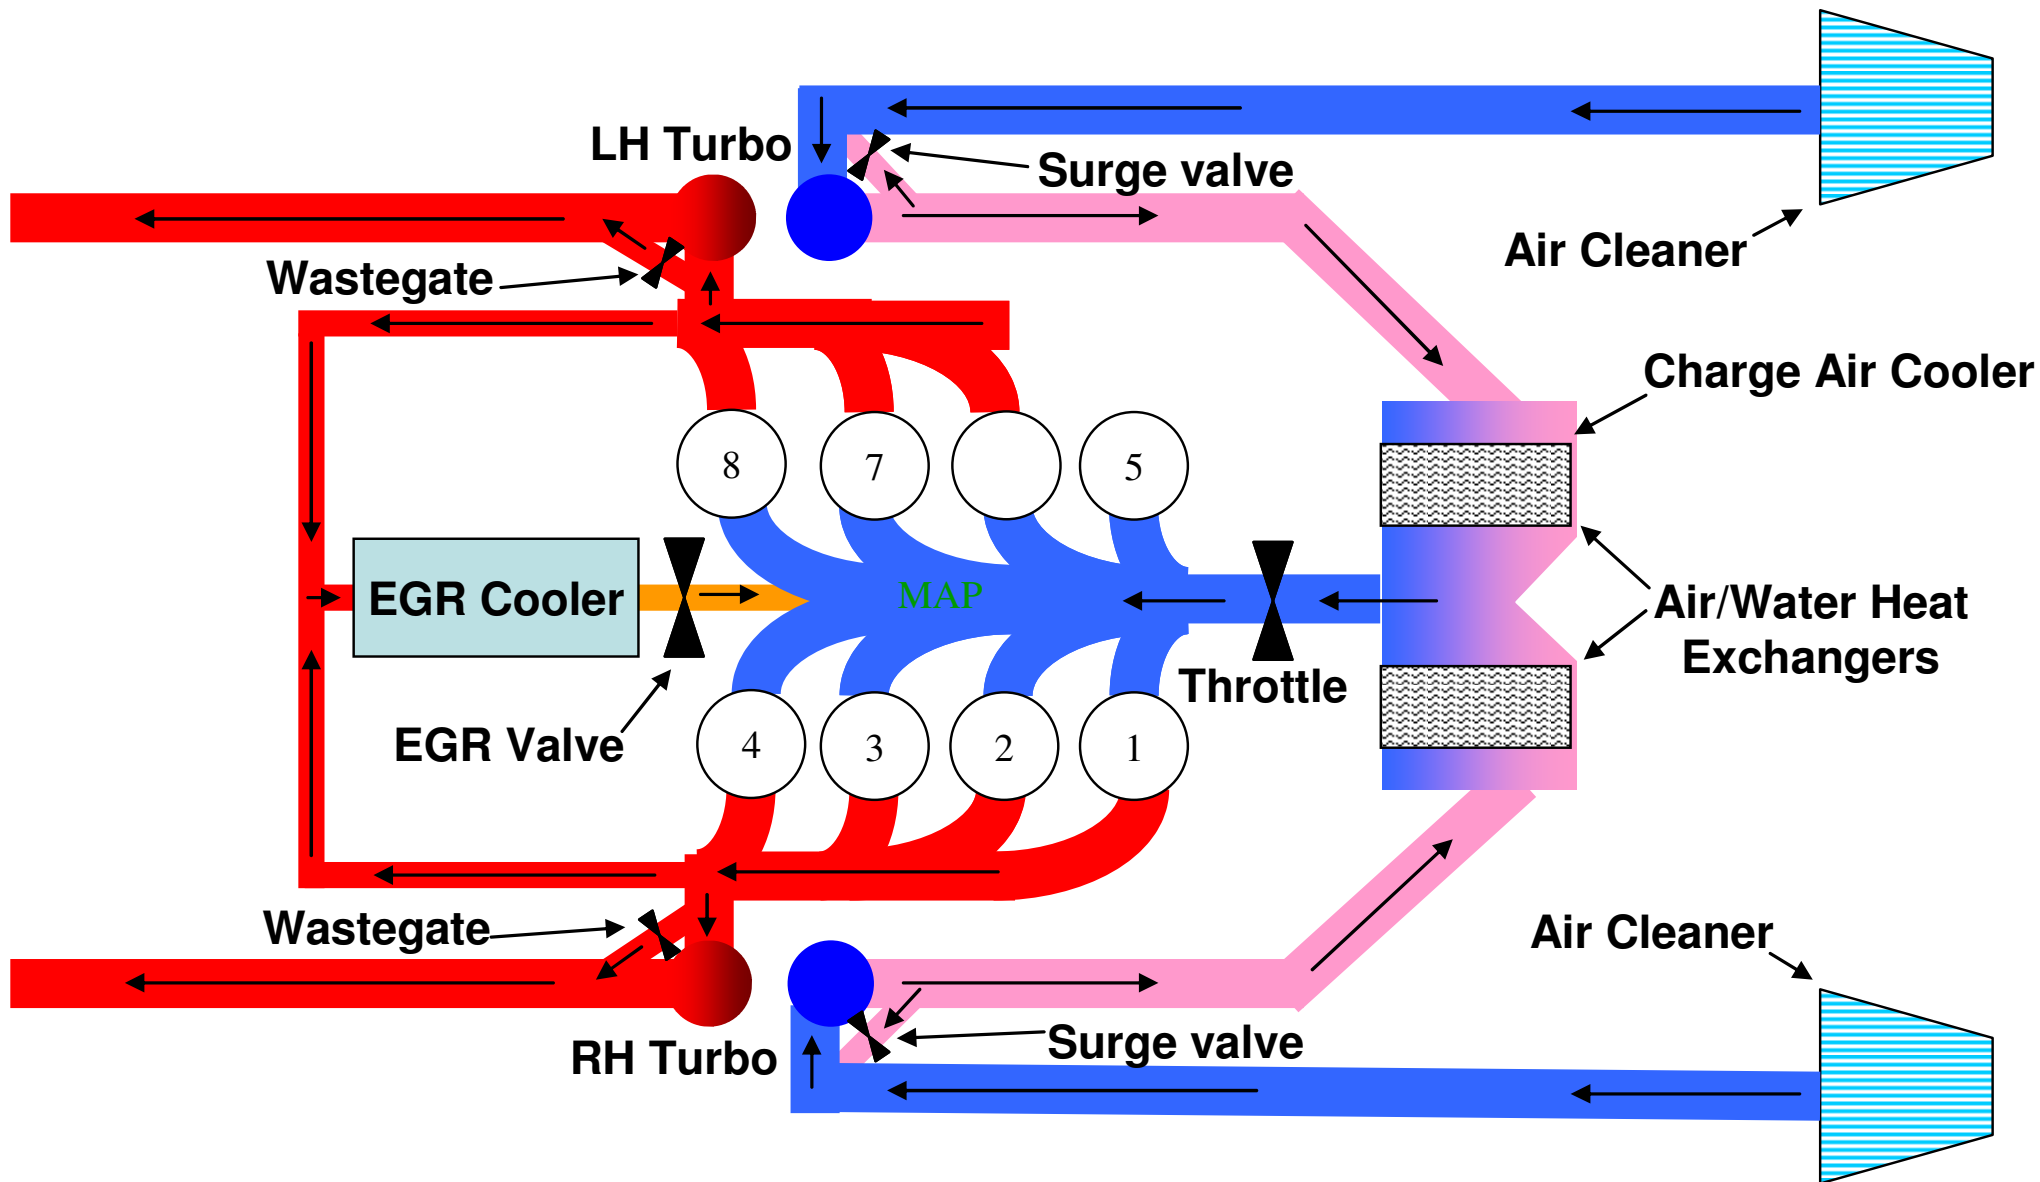 LH Turbo
Surge valve
Air Cleaner
Wastegate
Charge Air Cooler
8
7
5
EGR Cooler
MAP
Air/Water Heat
Exchangers
Throttle
EGR Valve
4
3
2
1
Wastegate
Air Cleaner
RH Turbo
Surge valve